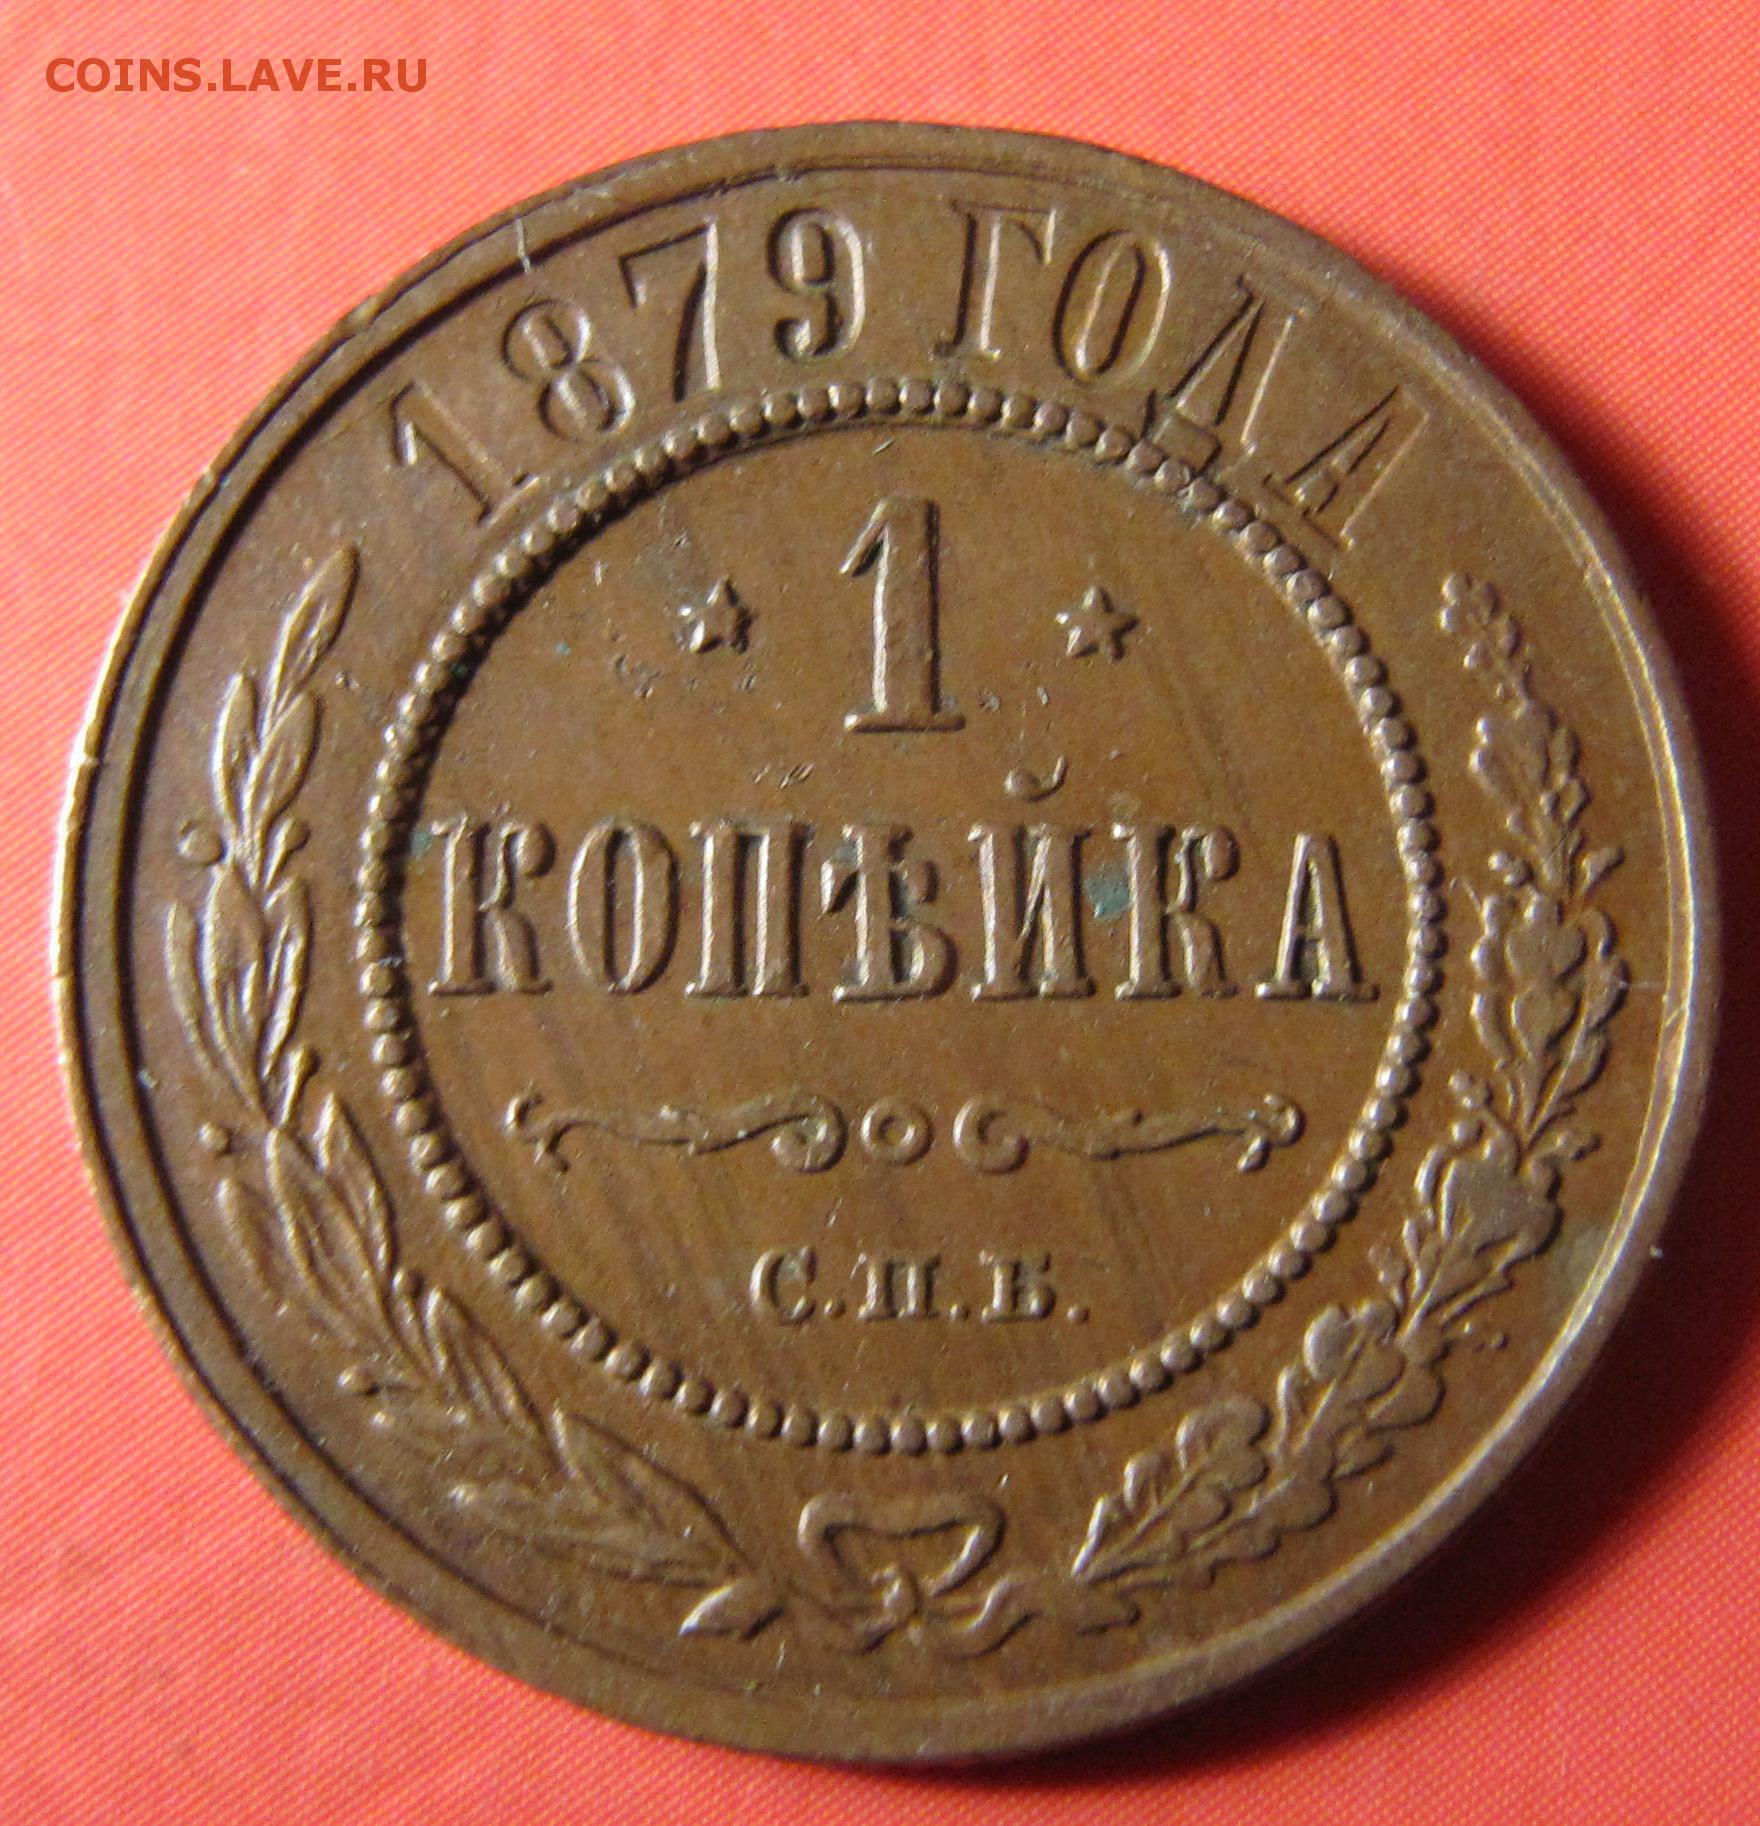 COINS.LAVE.RU
1879 ГОДА
1
КОПѢЙКА
С.П.Б.